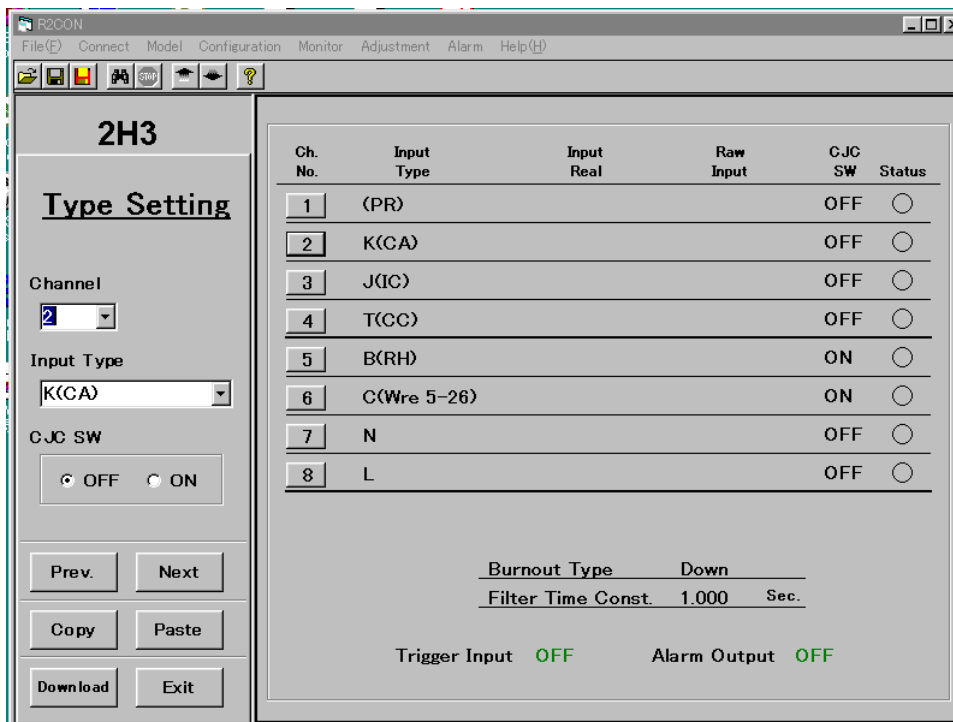 R2CON
File(F) Connect Model Configuration Monitor Adjustment Alarm Help(H)
STOP
2H3
Type Setting
Channel
2
Input Type
K(CA)
CJC SW
OFF ON
Prev. Next
Copy Paste
Download Exit
Ch. No. Input Type Input Real Raw Input CJC SW Status
1 (PR) OFF
2 K(CA) OFF
3 J(IC) OFF
4 T(CC) OFF
5 B(RH) ON
6 C(Wre 5-26) ON
7 N OFF
8 L OFF
Burnout Type Down
Filter Time Const. 1.000 Sec.
Trigger Input OFF Alarm Output OFF